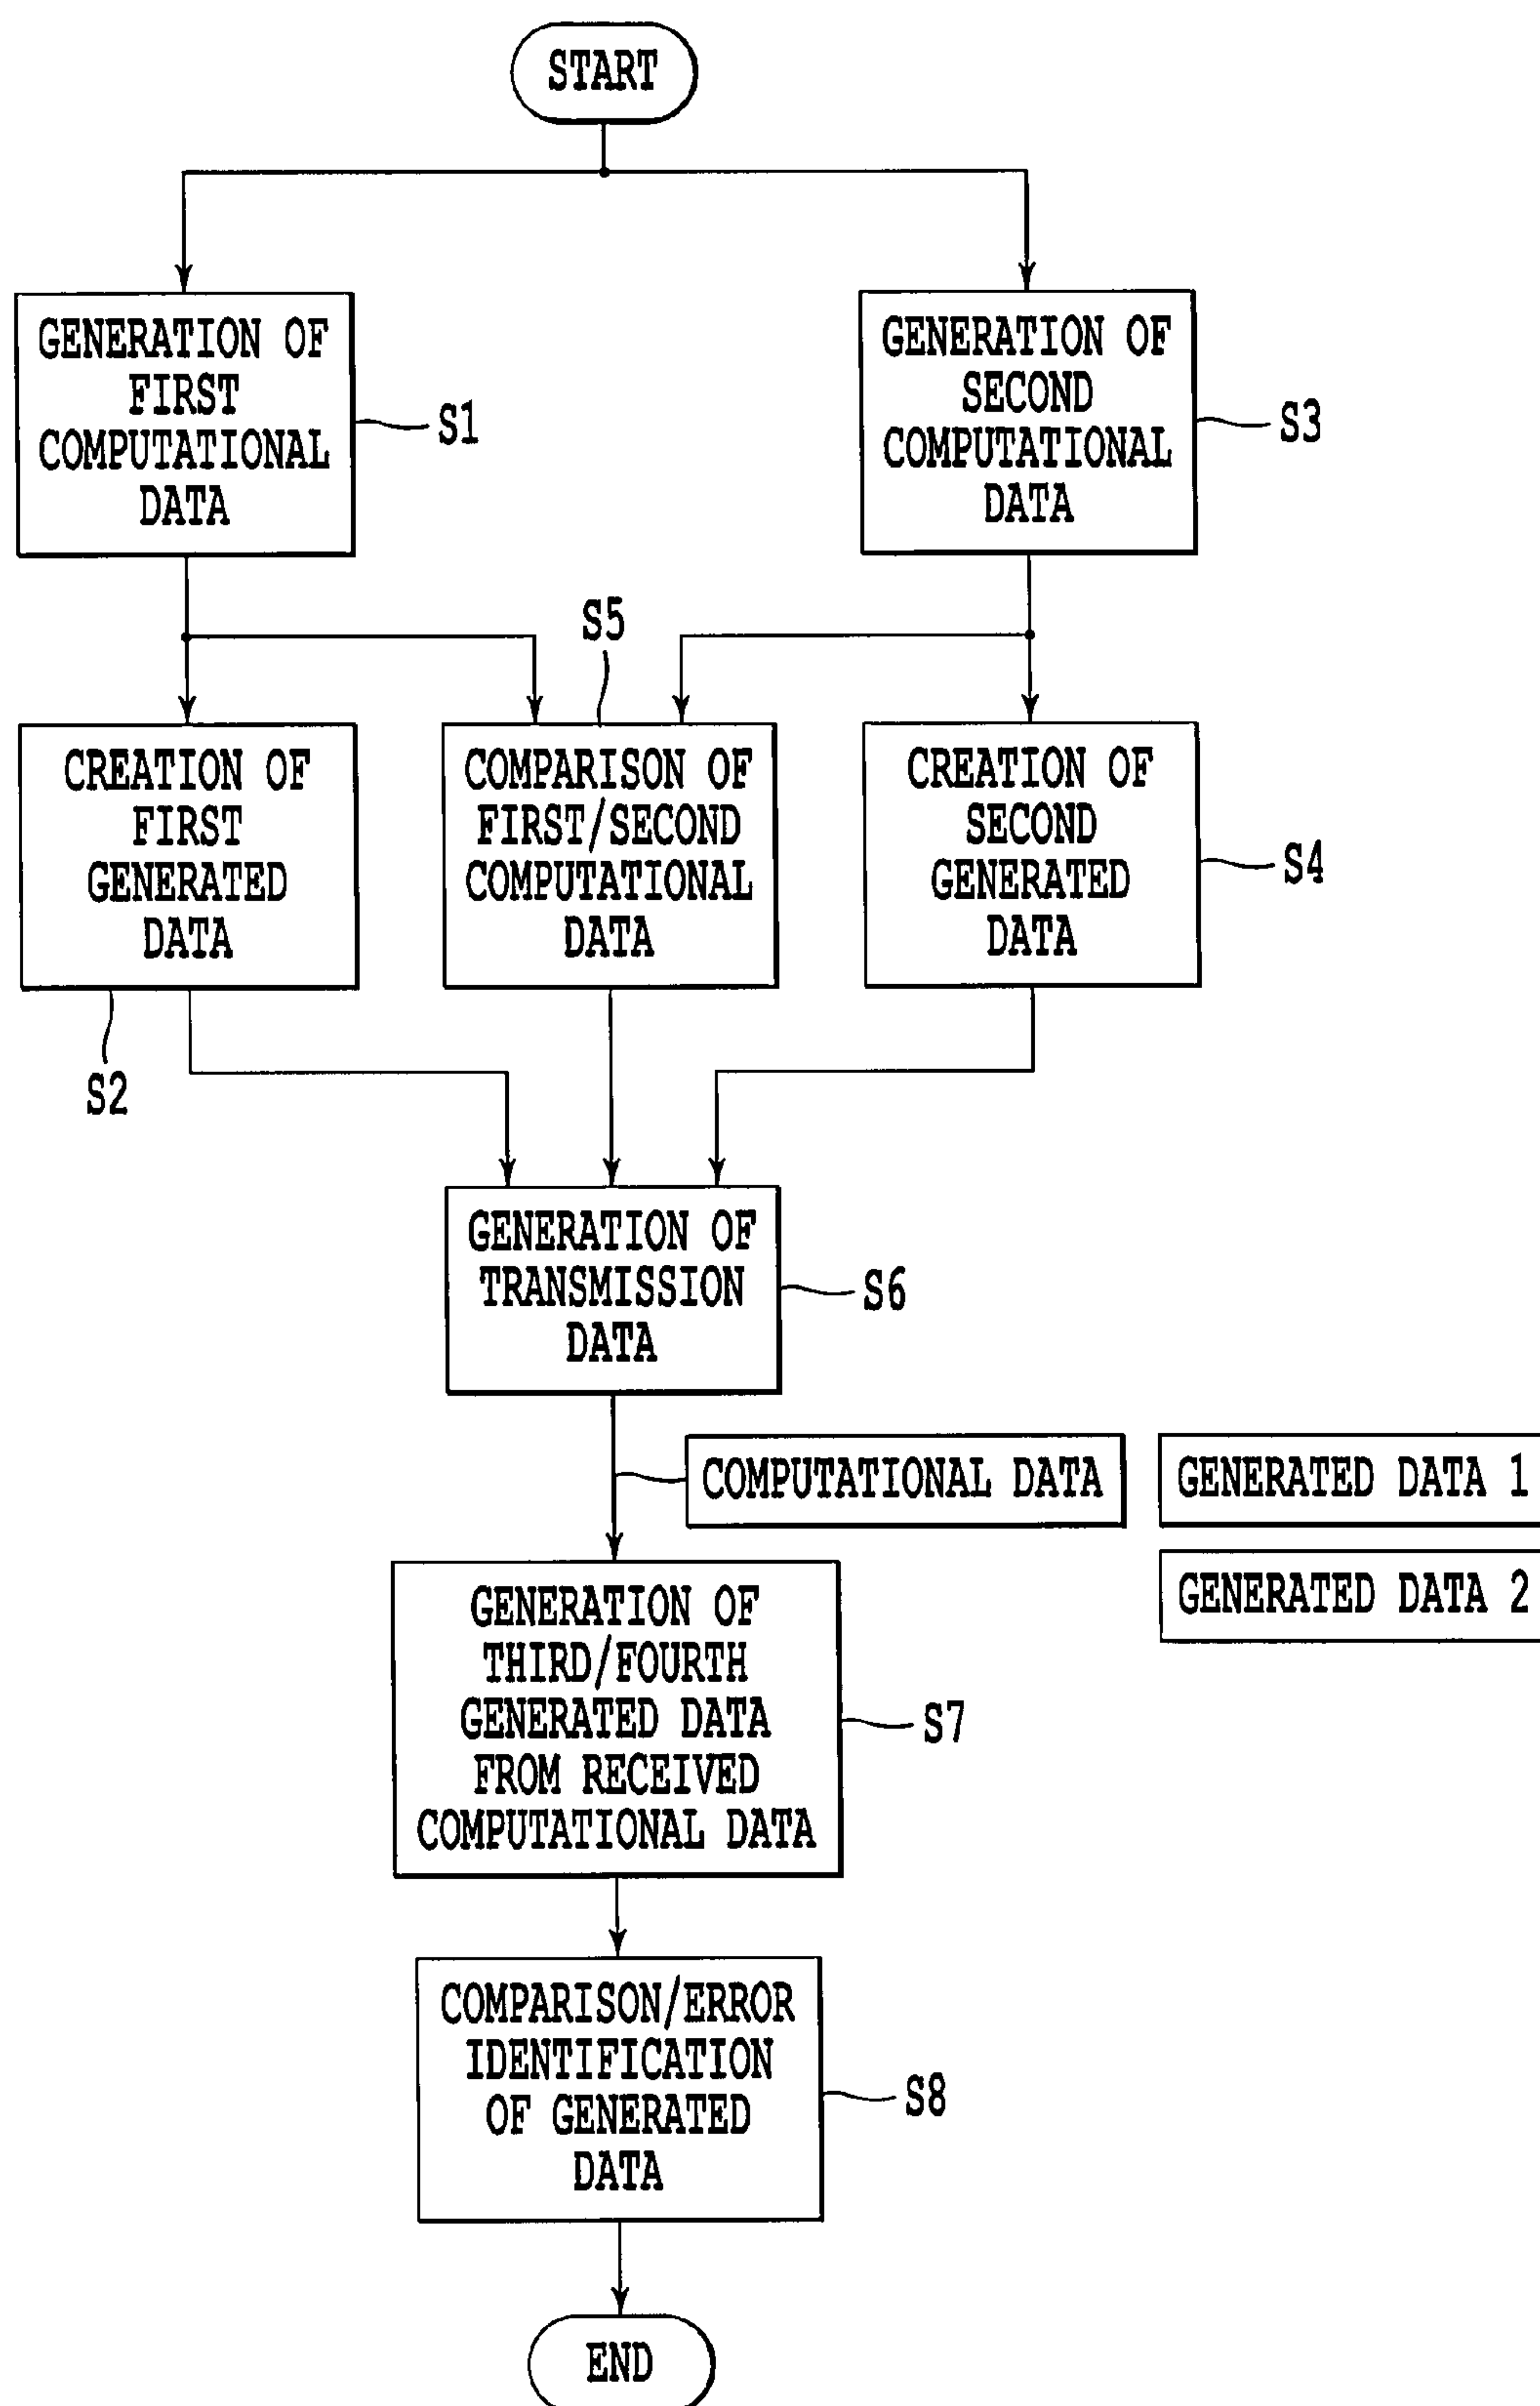 START
GENERATION OF
FIRST
COMPUTATIONAL
DATA
S1
GENERATION OF
SECOND
COMPUTATIONAL
DATA
S3
S5
CREATION OF
FIRST
GENERATED
DATA
S2
COMPARISON OF
FIRST/SECOND
COMPUTATIONAL
DATA
CREATION OF
SECOND
GENERATED
DATA
S4
GENERATION OF
TRANSMISSION
DATA
S6
COMPUTATIONAL DATA
GENERATED DATA 1
GENERATED DATA 2
GENERATION OF
THIRD/FOURTH
GENERATED DATA
FROM RECEIVED
COMPUTATIONAL DATA
S7
COMPARISON/ERROR
IDENTIFICATION
OF GENERATED
DATA
S8
END